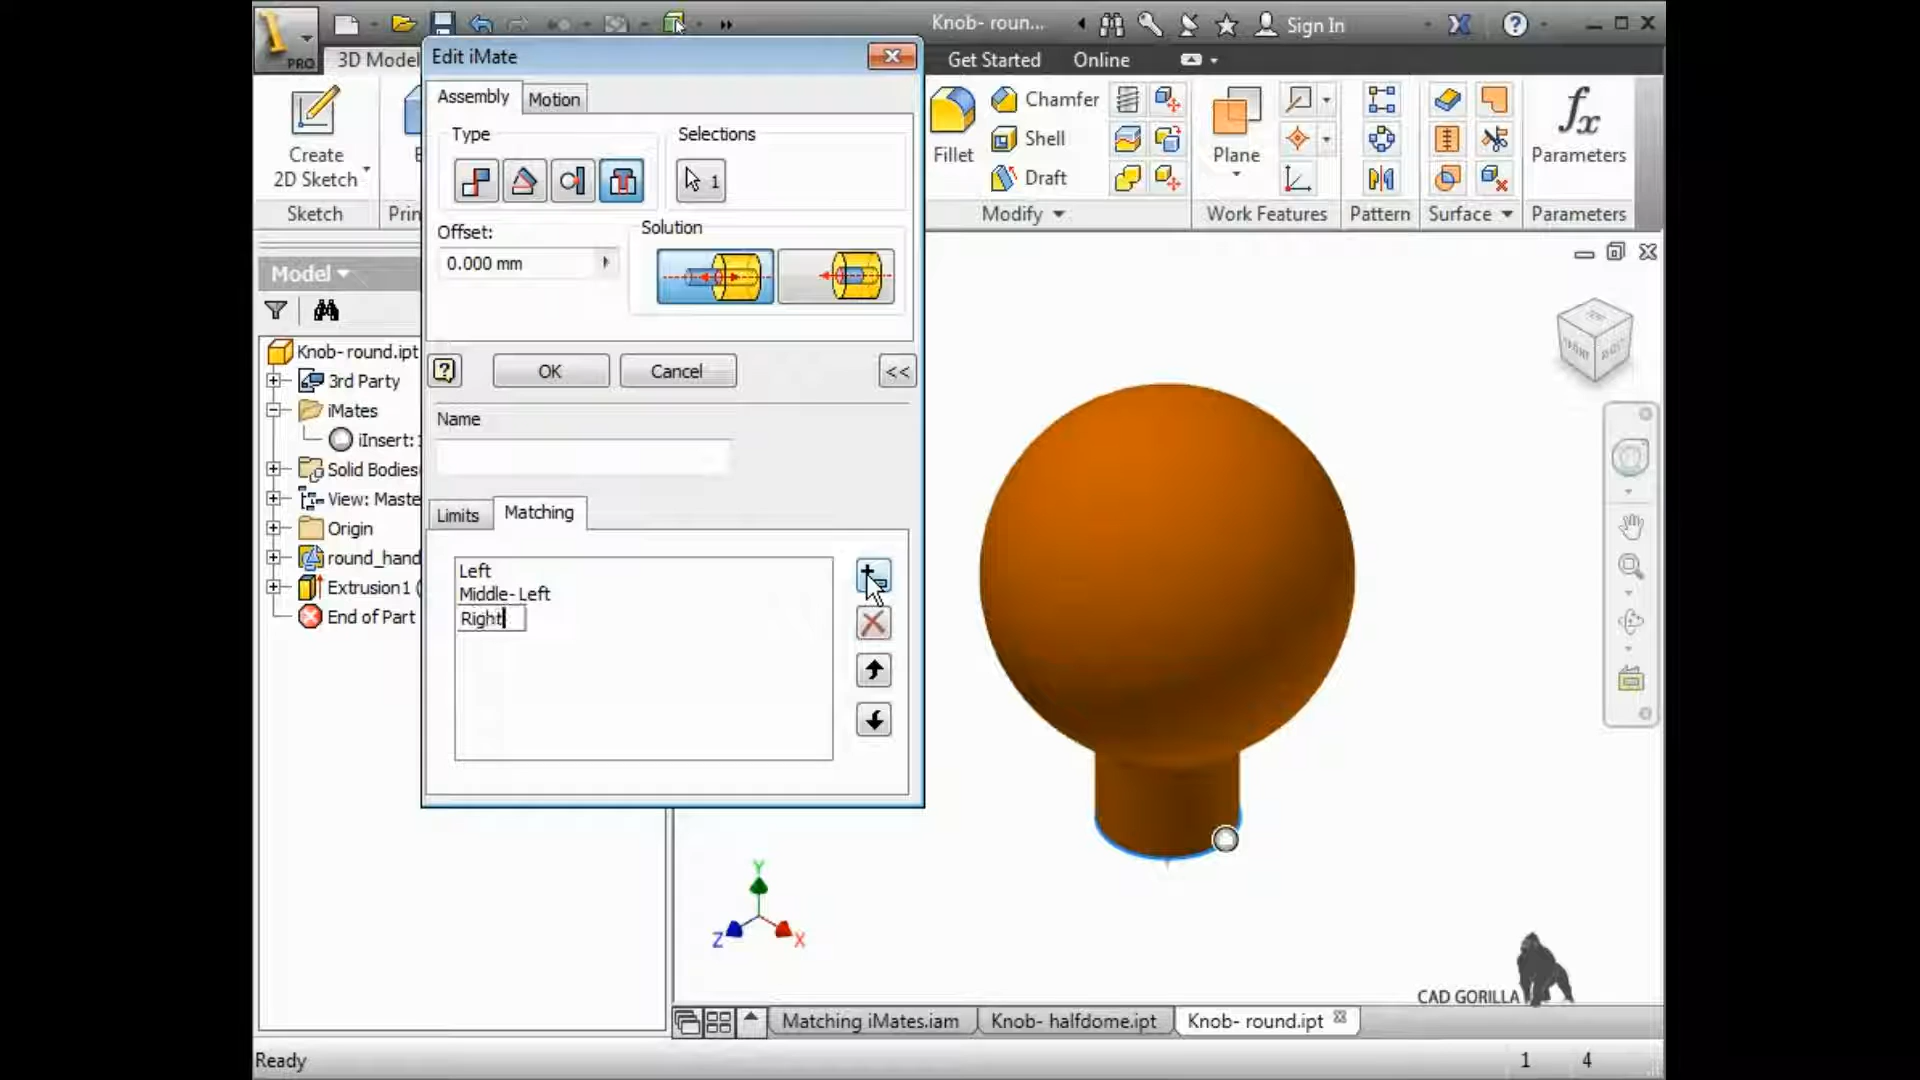 PRO
Knob- roun...
Sign In
3D Model
Get Started
Online
Create
2D Sketch
Sketch
Fillet
Chamfer
Shell
Draft
Modify
Plane
Work Features
Pattern
Surface
fx
Parameters
Parameters
Edit iMate
Assembly
Motion
Type
Selections
1
Offset:
0.000 mm
Solution
OK
Cancel
<<
Name
Limits
Matching
Left
Middle- Left
Right
Model
Knob- round.ipt
3rd Party
iMates
iInsert:
Solid Bodies
View: Maste
Origin
round_hand
Extrusion1 (
End of Part
FRONT
Y
Z
X
CAD GORILLA
Matching iMates.iam
Knob- halfdome.ipt
Knob- round.ipt
Ready
1
4